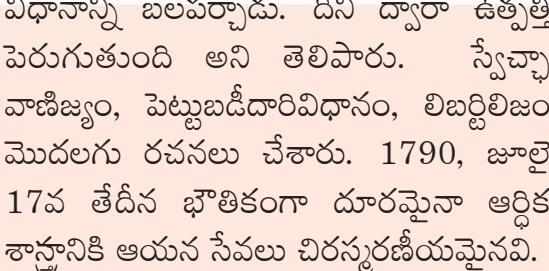 విధానాన్ని బలపర్చాడు. దీని ద్వారా ఉత్పత్తి
పెరుగుతుంది అని తెలిపారు. స్వేచ్ఛా
వాణిజ్యం, పెట్టుబడీదారివిధానం, లిబర్టిలిజం
మొదలగు రచనలు చేశారు. 1790, జూలై
17వ తేదీన భౌతికంగా దూరమైనా ఆర్ధిక
శాస్త్రానికి ఆయన సేవలు చిరస్మరణీయమైనవి.